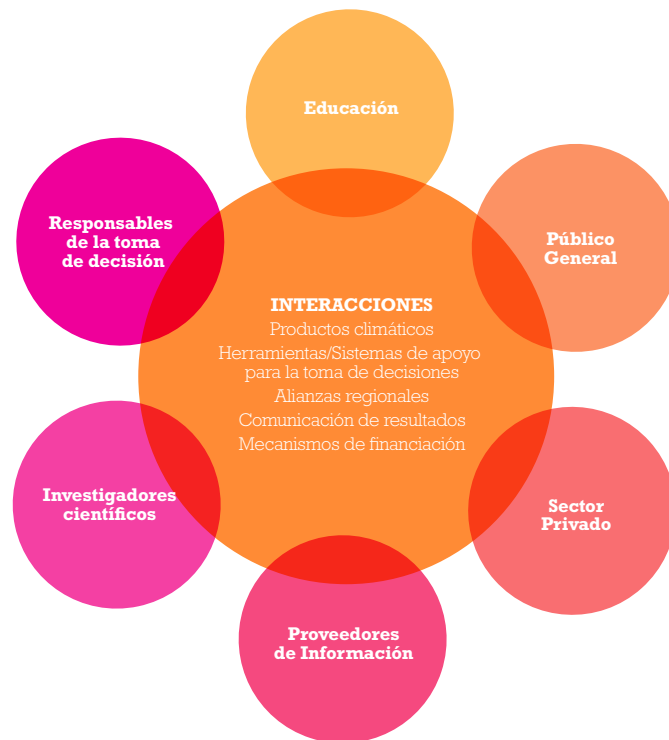 Educación
Responsables
de la toma
de decisión
Público
General
INTERACCIONES
Productos climáticos
Herramientas/Sistemas de apoyo
para la toma de decisiones
Alianzas regionales
Comunicación de resultados
Mecanismos de financiación
Investigadores
científicos
Sector
Privado
Proveedores
de Información